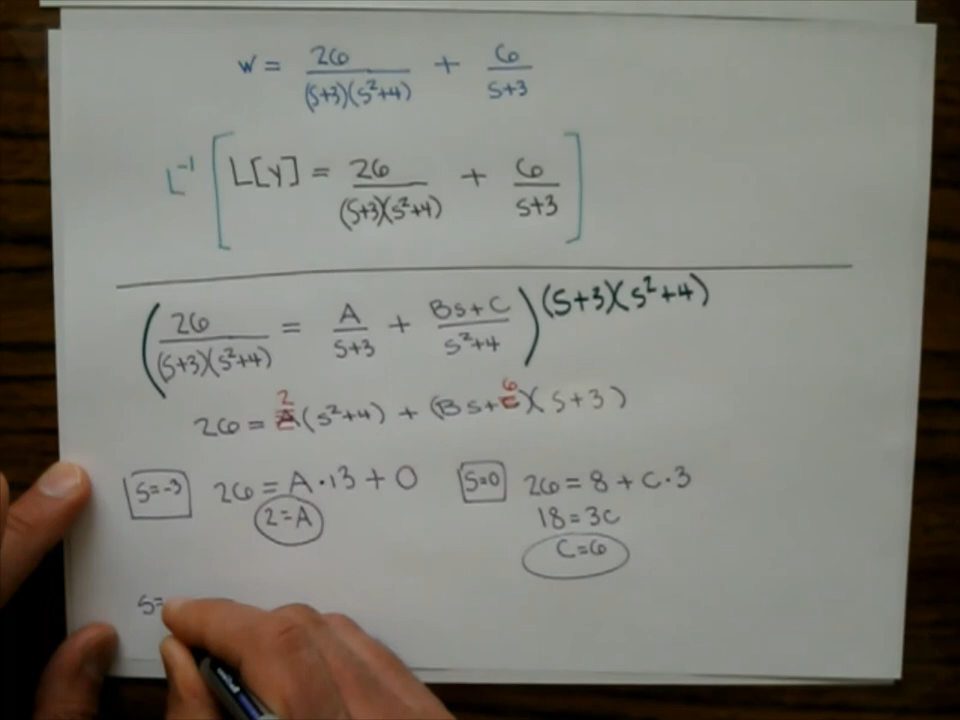 w = 26/((s+3)(s²+4)) + 6/(s+3)
L⁻¹ [ L[y] = 26/((s+3)(s²+4)) + 6/(s+3) ]
( 26/((s+3)(s²+4)) = A/(s+3) + (Bs+C)/(s²+4) ) (s+3)(s²+4)
2 6
26 = A(s²+4) + (Bs+C)(s+3)
s=-3 26 = A·13 + 0 s=0 26 = 8 + C·3
2=A 18=3C
C=6
s=